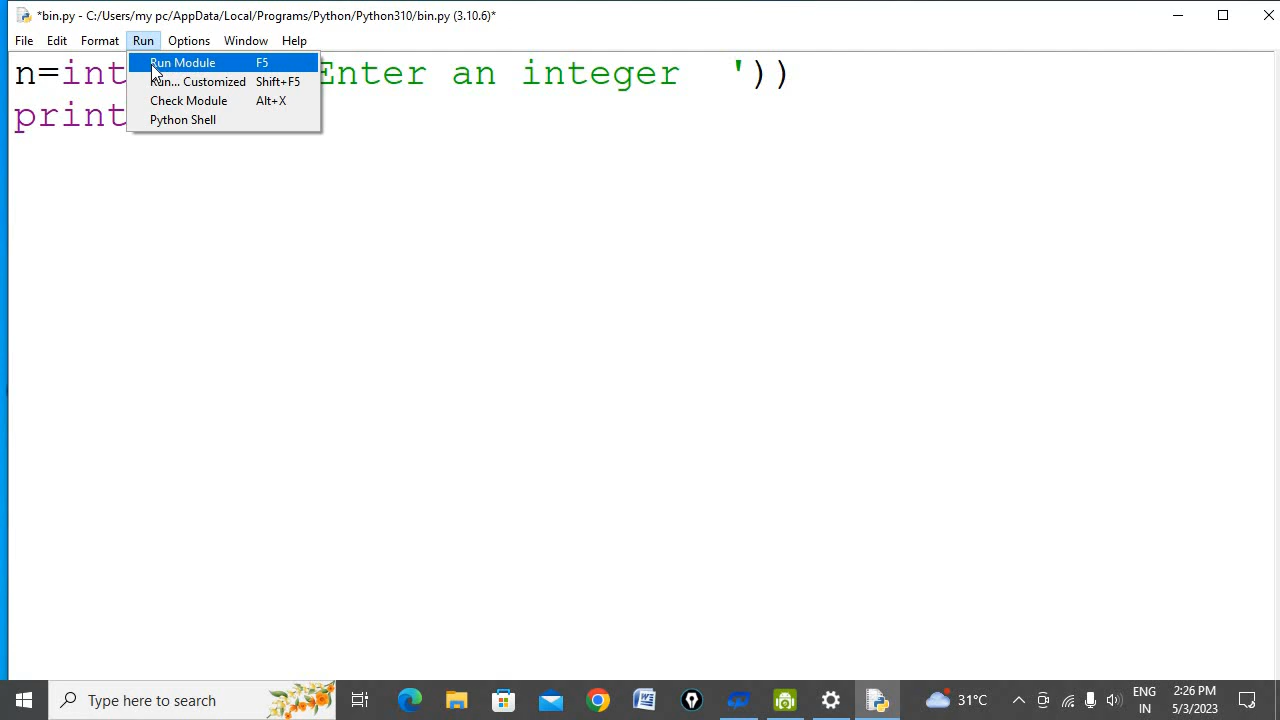 *bin.py - C:/Users/my pc/AppData/Local/Programs/Python/Python310/bin.py (3.10.6)*
File Edit Format Run Options Window Help
Run Module F5
Run... Customized Shift+F5
Check Module Alt+X
Python Shell
n=int Enter an integer '))
print
Type here to search
31°C
ENG
IN
2:26 PM
5/3/2023